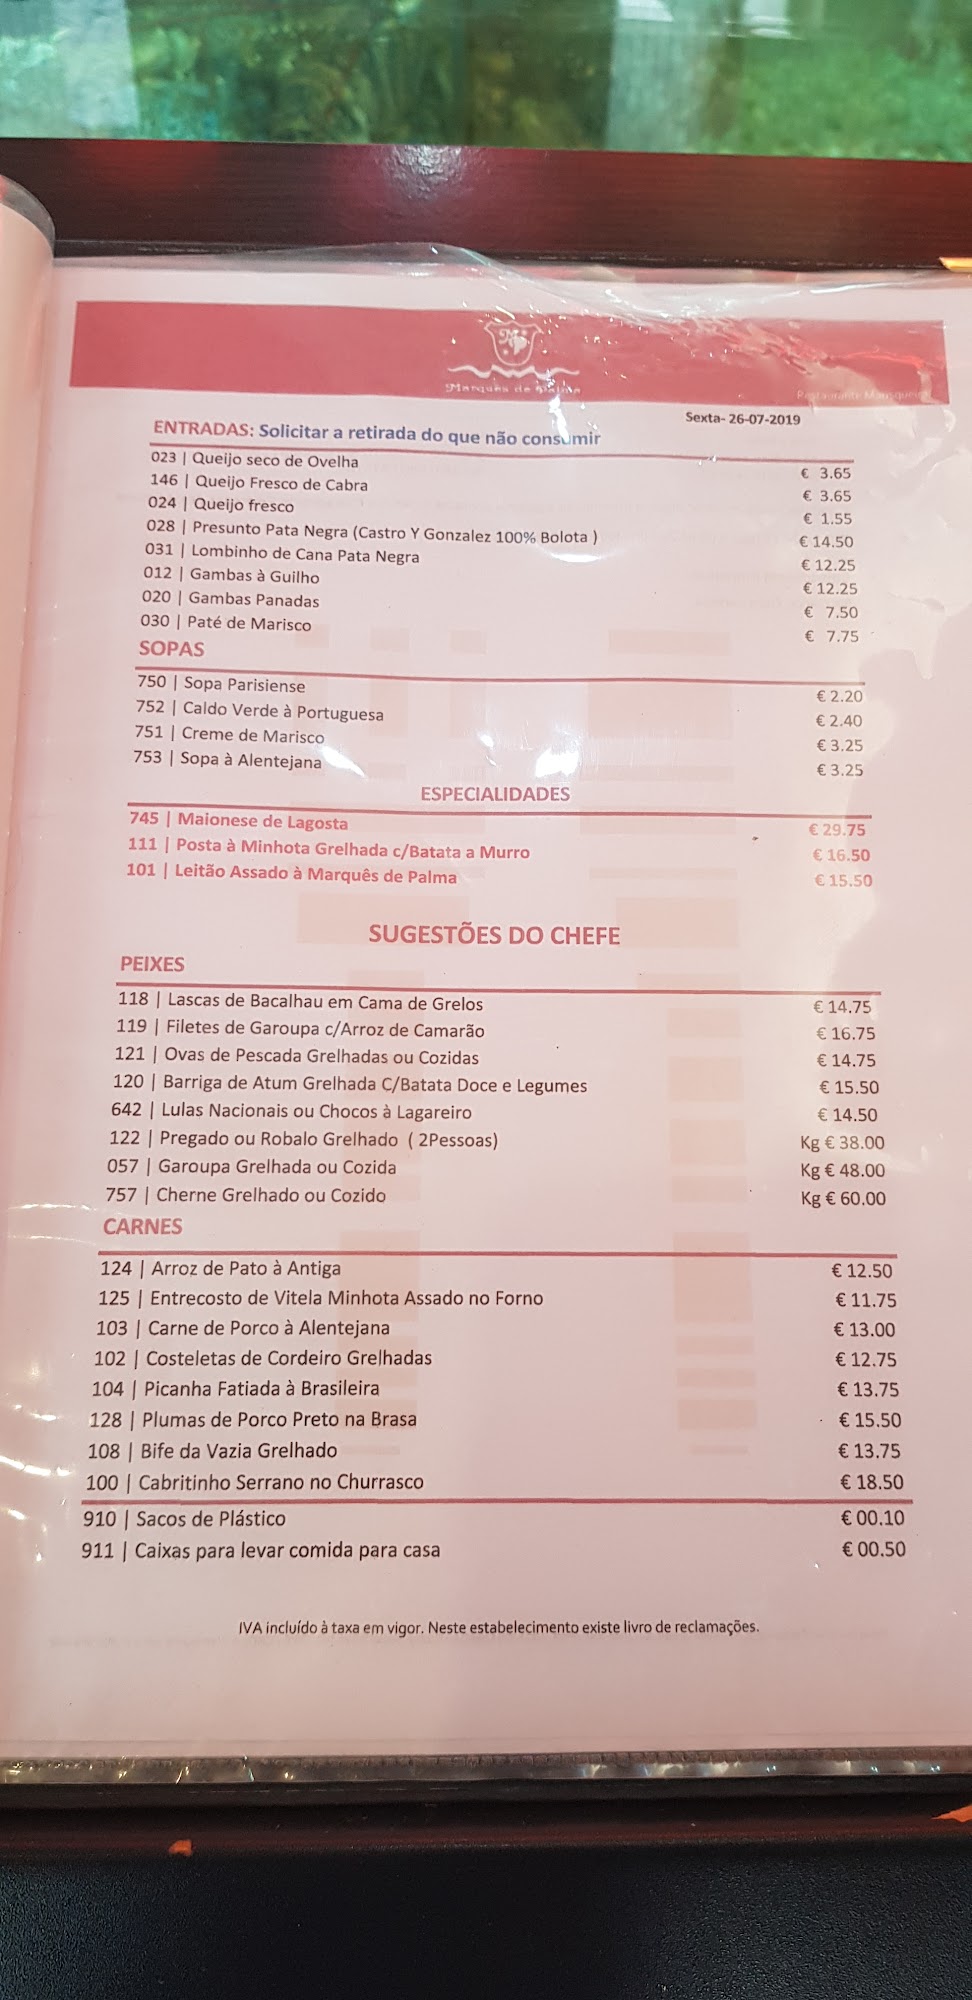 Marquês de Palma
Restaurante Marisqueira
Sexta- 26-07-2019
ENTRADAS: Solicitar a retirada do que não consumir
023 | Queijo seco de Ovelha € 3.65
146 | Queijo Fresco de Cabra € 3.65
024 | Queijo fresco € 1.55
028 | Presunto Pata Negra (Castro Y Gonzalez 100% Bolota ) € 14.50
031 | Lombinho de Cana Pata Negra € 12.25
012 | Gambas à Guilho € 12.25
020 | Gambas Panadas € 7.50
030 | Paté de Marisco € 7.75
SOPAS
750 | Sopa Parisiense € 2.20
752 | Caldo Verde à Portuguesa € 2.40
751 | Creme de Marisco € 3.25
753 | Sopa à Alentejana € 3.25
ESPECIALIDADES
745 | Maionese de Lagosta € 29.75
111 | Posta à Minhota Grelhada c/Batata a Murro € 16.50
101 | Leitão Assado à Marquês de Palma € 15.50
SUGESTÕES DO CHEFE
PEIXES
118 | Lascas de Bacalhau em Cama de Grelos € 14.75
119 | Filetes de Garoupa c/Arroz de Camarão € 16.75
121 | Ovas de Pescada Grelhadas ou Cozidas € 14.75
120 | Barriga de Atum Grelhada C/Batata Doce e Legumes € 15.50
642 | Lulas Nacionais ou Chocos à Lagareiro € 14.50
122 | Pregado ou Robalo Grelhado ( 2Pessoas) Kg € 38.00
057 | Garoupa Grelhada ou Cozida Kg € 48.00
757 | Cherne Grelhado ou Cozido Kg € 60.00
CARNES
124 | Arroz de Pato à Antiga € 12.50
125 | Entrecosto de Vitela Minhota Assado no Forno € 11.75
103 | Carne de Porco à Alentejana € 13.00
102 | Costeletas de Cordeiro Grelhadas € 12.75
104 | Picanha Fatiada à Brasileira € 13.75
128 | Plumas de Porco Preto na Brasa € 15.50
108 | Bife da Vazia Grelhado € 13.75
100 | Cabritinho Serrano no Churrasco € 18.50
910 | Sacos de Plástico € 00.10
911 | Caixas para levar comida para casa € 00.50
IVA incluído à taxa em vigor. Neste estabelecimento existe livro de reclamações.